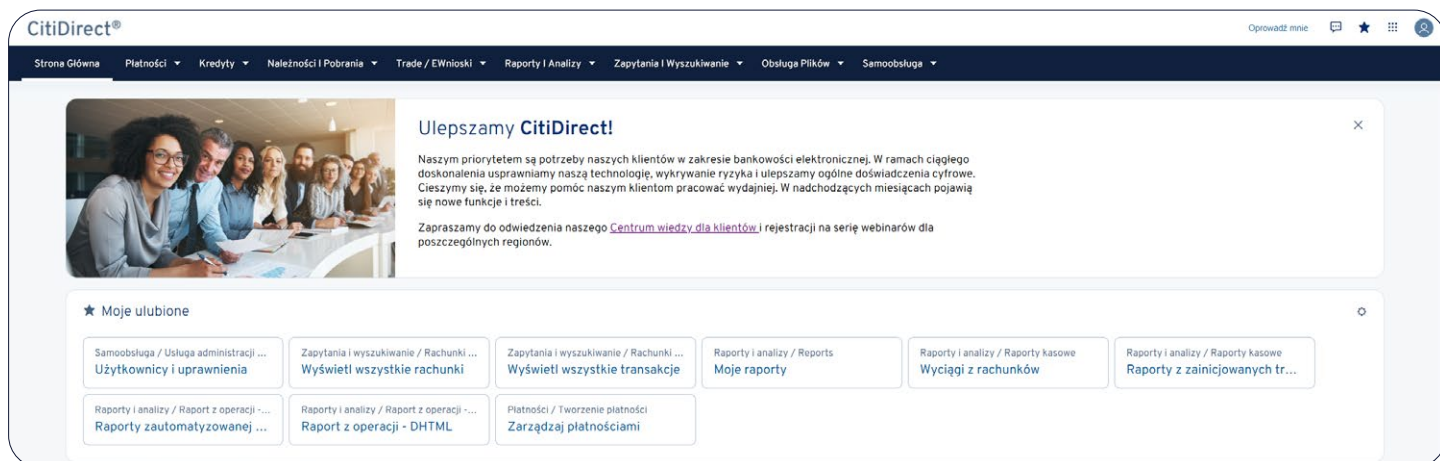 CitiDirect®
Oprowadź mnie
Strona Główna Płatności Kredyty Należności I Pobrania Trade / EWnioski Raporty I Analizy Zapytania I Wyszukiwanie Obsługa Plików Samoobsługa
Ulepszamy CitiDirect!
Naszym priorytetem są potrzeby naszych klientów w zakresie bankowości elektronicznej. W ramach ciągłego
doskonalenia usprawniamy naszą technologię, wykrywanie ryzyka i ulepszamy ogólne doświadczenia cyfrowe.
Cieszymy się, że możemy pomóc naszym klientom pracować wydajniej. W nadchodzących miesiącach pojawią
się nowe funkcje i treści.
Zapraszamy do odwiedzenia naszego Centrum wiedzy dla klientów i rejestracji na serię webinarów dla
poszczególnych regionów.
Moje ulubione
Samoobsługa / Usługa administracji ...
Użytkownicy i uprawnienia
Zapytania i wyszukiwanie / Rachunki ...
Wyświetl wszystkie rachunki
Zapytania i wyszukiwanie / Rachunki ...
Wyświetl wszystkie transakcje
Raporty i analizy / Reports
Moje raporty
Raporty i analizy / Raporty kasowe
Wyciągi z rachunków
Raporty i analizy / Raporty kasowe
Raporty z zainicjowanych tr...
Raporty i analizy / Raport z operacji -...
Raporty zautomatyzowanej ...
Raporty i analizy / Raport z operacji -...
Raport z operacji - DHTML
Płatności / Tworzenie płatności
Zarządzaj płatnościami